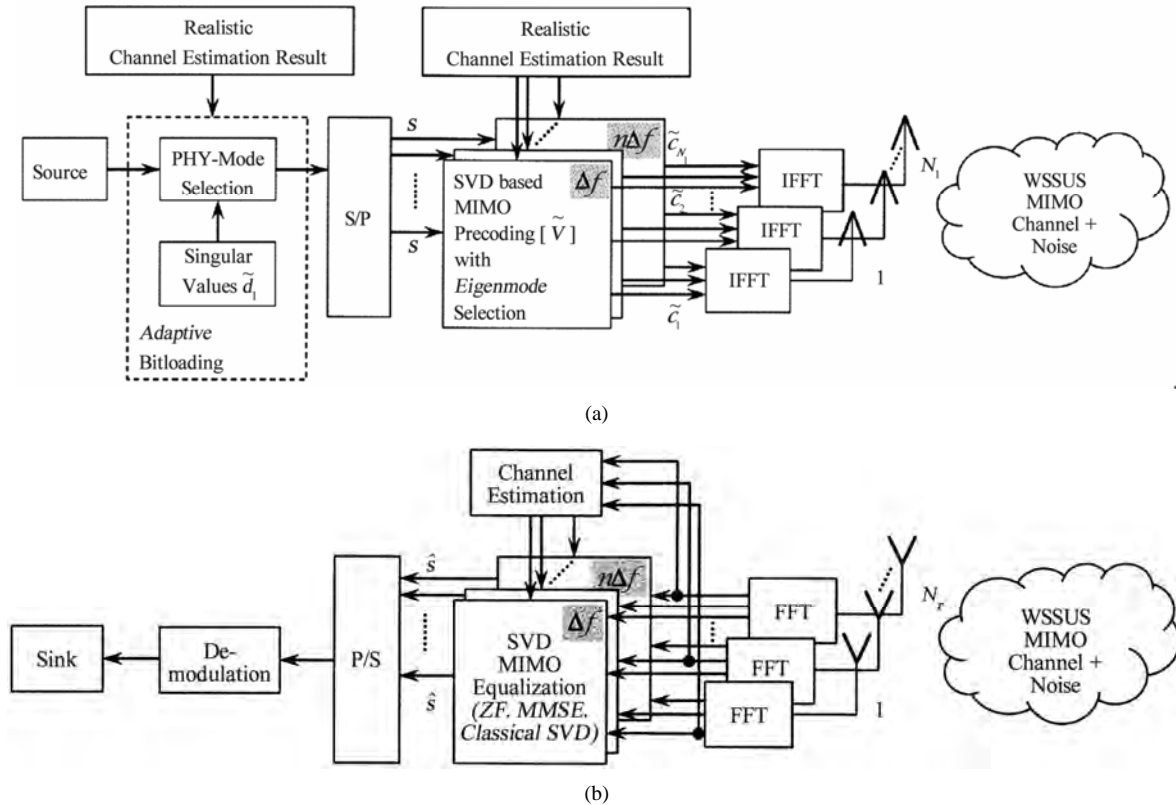 Realistic
Channel Estimation Result
Realistic
Channel Estimation Result
Source
PHY-Mode
Selection
Singular
Values d̃₁
Adaptive
Bitloading
S/P
s
s
nΔf
Δf
SVD based
MIMO
Precoding [ Ṽ ]
with
Eigenmode
Selection
c̃_N₁
c̃₂
c̃₁
IFFT
IFFT
IFFT
N₁
1
WSSUS
MIMO
Channel +
Noise
(a)
Channel
Estimation
Sink
De-
modulation
P/S
ŝ
ŝ
nΔf
Δf
SVD
MIMO
Equalization
(ZF, MMSE,
Classical SVD)
FFT
FFT
FFT
N_r
1
WSSUS
MIMO
Channel +
Noise
(b)